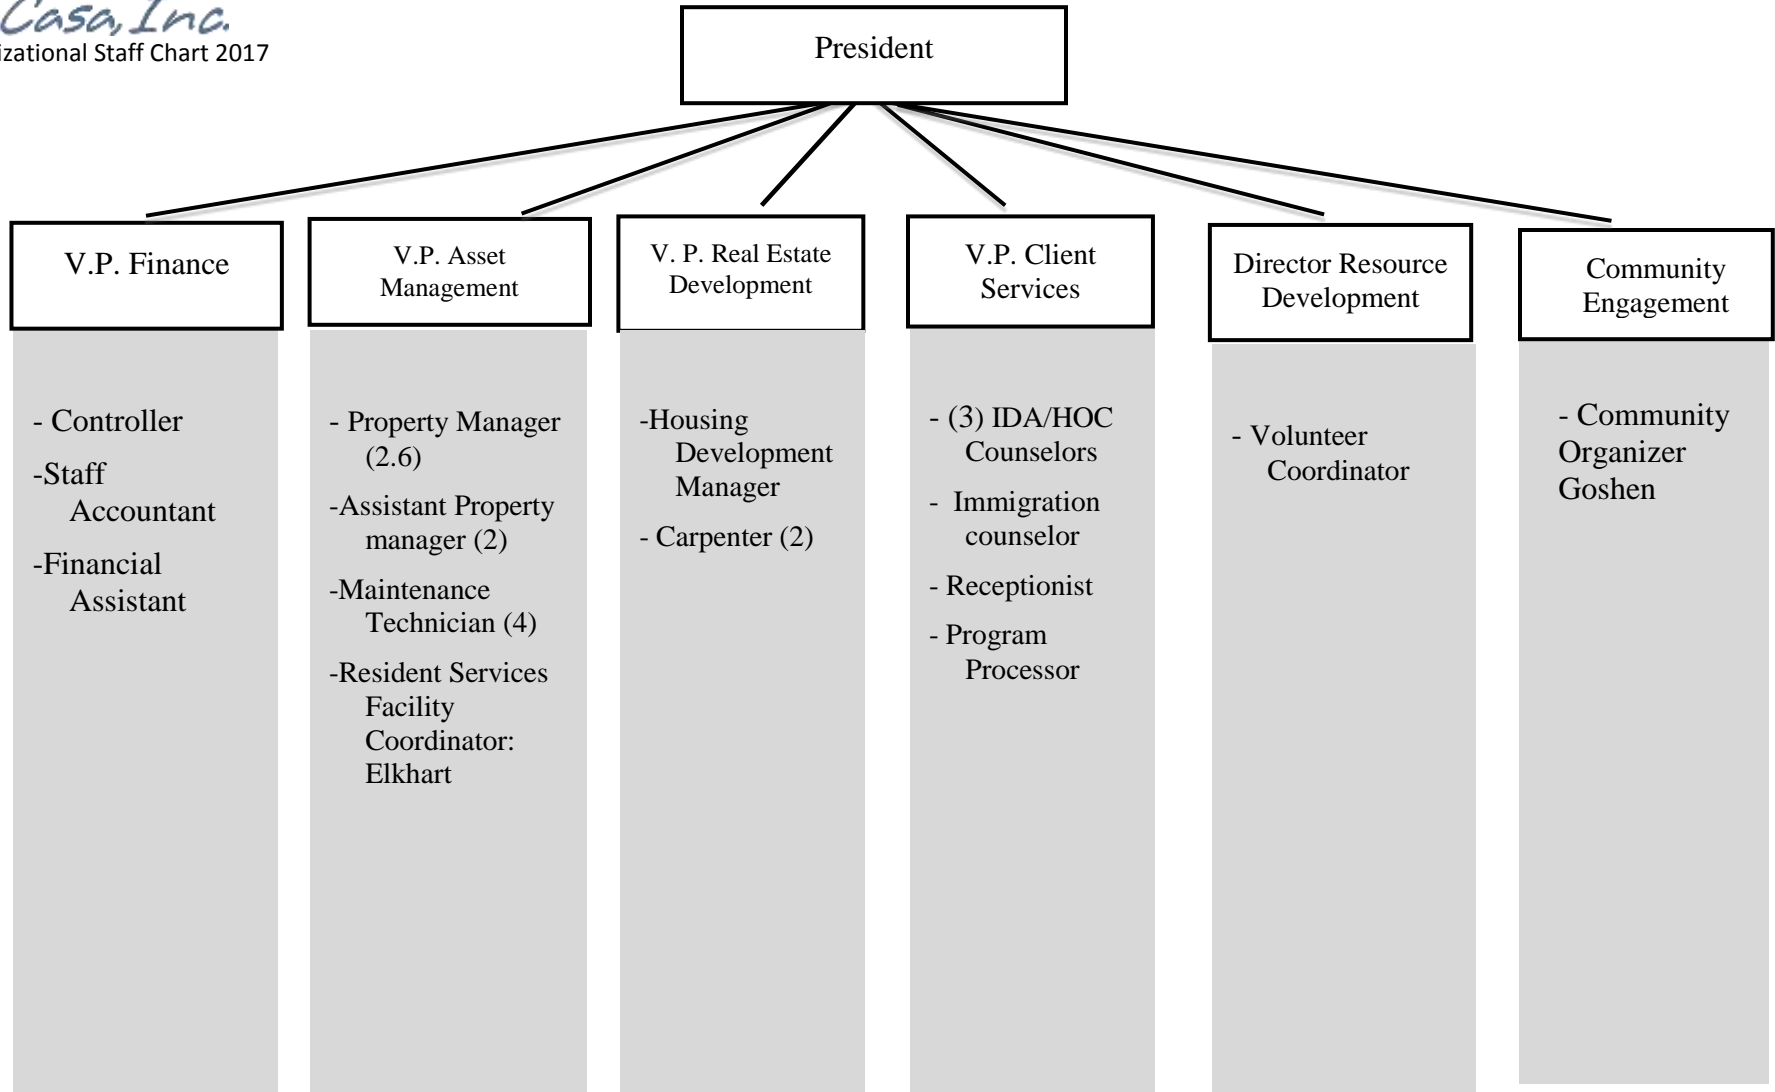 Casa, Inc.
izational Staff Chart 2017
President
V.P. Finance
- Controller
-Staff
Accountant
-Financial
Assistant
V.P. Asset
Management
- Property Manager
(2.6)
-Assistant Property
manager (2)
-Maintenance
Technician (4)
-Resident Services
Facility
Coordinator:
Elkhart
V. P. Real Estate
Development
-Housing
Development
Manager
- Carpenter (2)
V.P. Client
Services
- (3) IDA/HOC
Counselors
- Immigration
counselor
- Receptionist
- Program
Processor
Director Resource
Development
- Volunteer
Coordinator
Community
Engagement
- Community
Organizer
Goshen